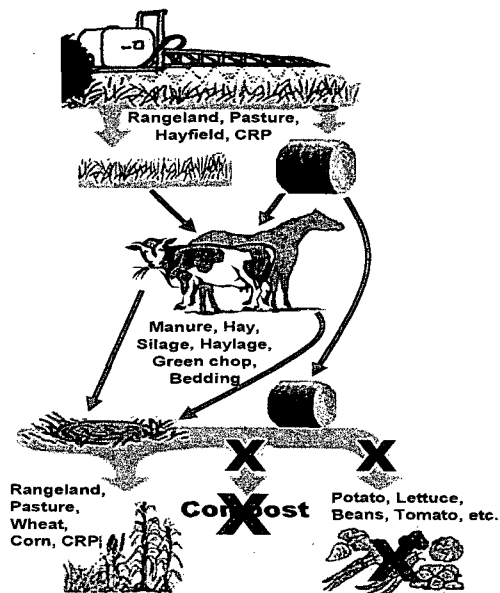 Rangeland, Pasture,
Hayfield, CRP
Manure, Hay,
Silage, Haylage,
Green chop,
Bedding
Rangeland,
Pasture,
Wheat,
Corn, CRP
Compost
Potato, Lettuce,
Beans, Tomato, etc.